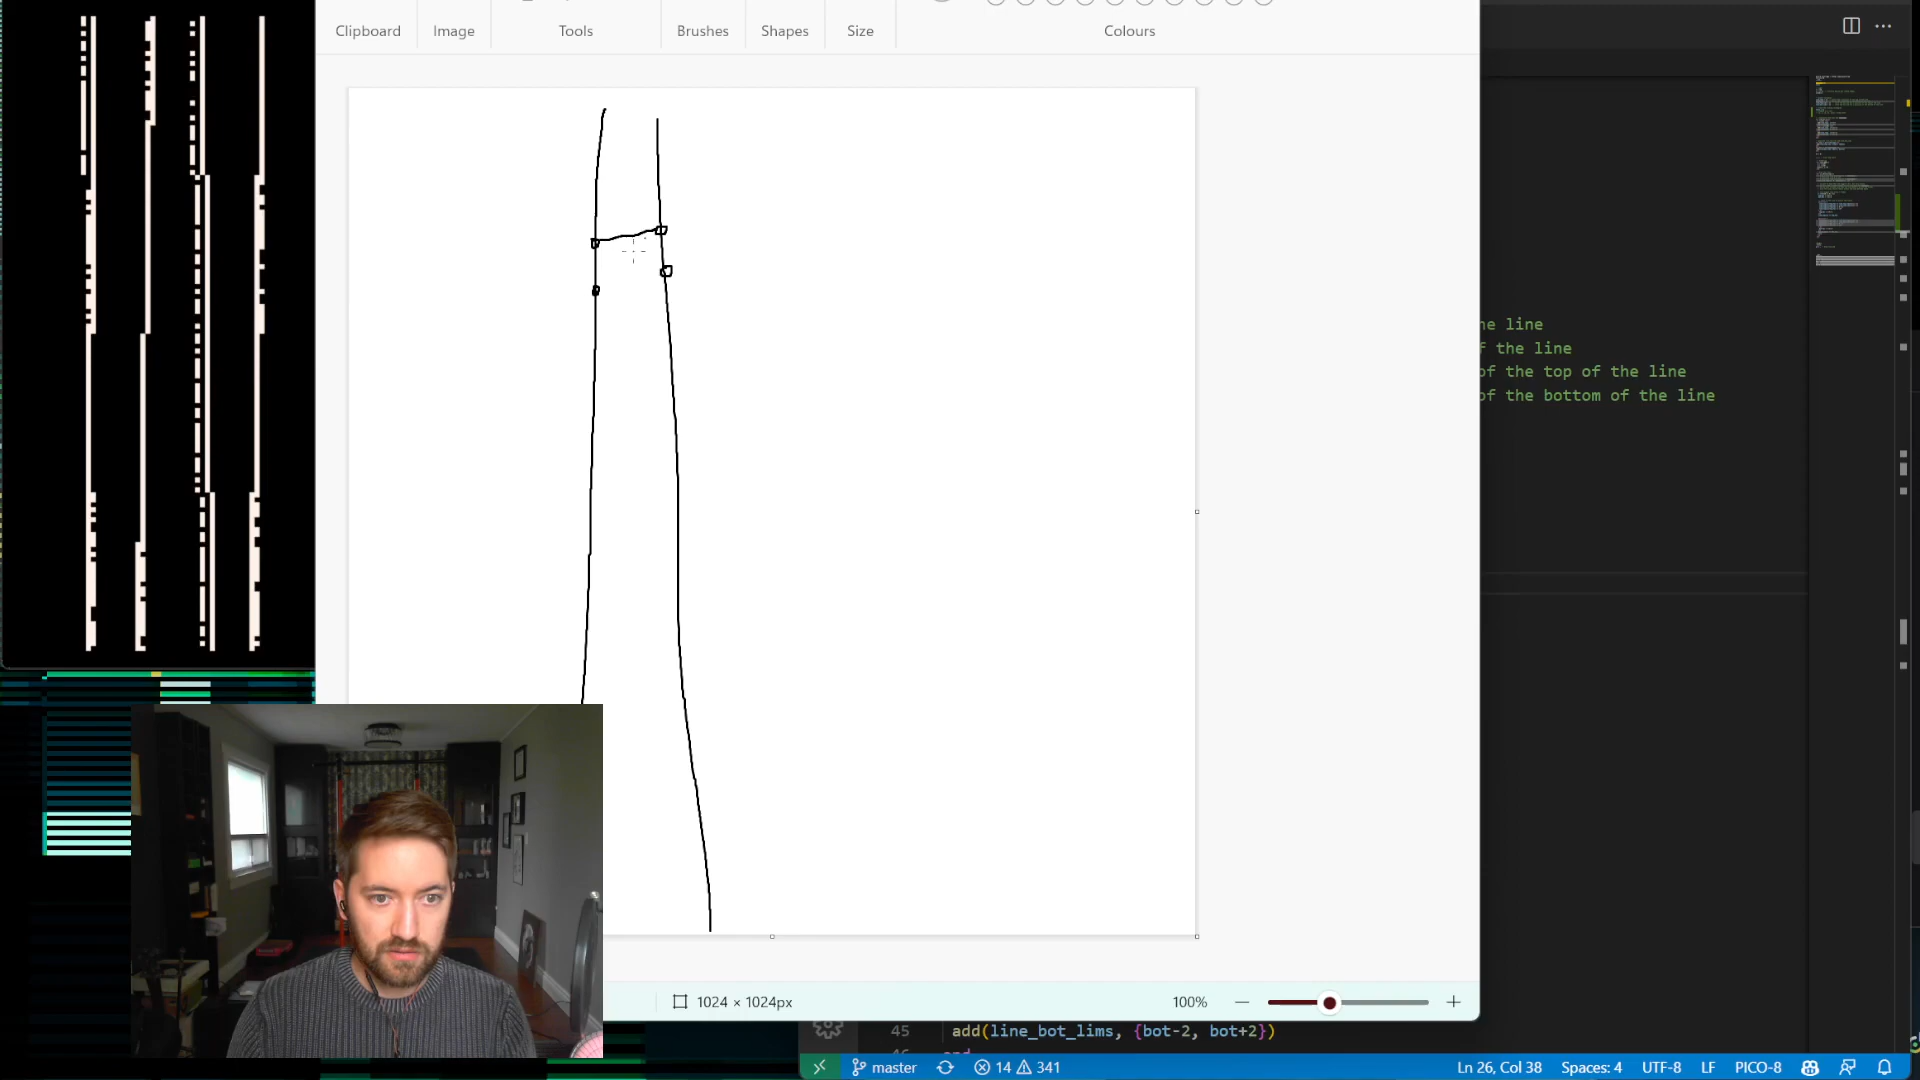 Clipboard
Image
Tools
Brushes
Shapes
Size
Colours
he line
f the line
of the top of the line
of the bottom of the line
1024 × 1024px
100%
45 add(line_bot_lims, {bot-2, bot+2})
master
14
341
Ln 26, Col 38
Spaces: 4
UTF-8
LF
PICO-8